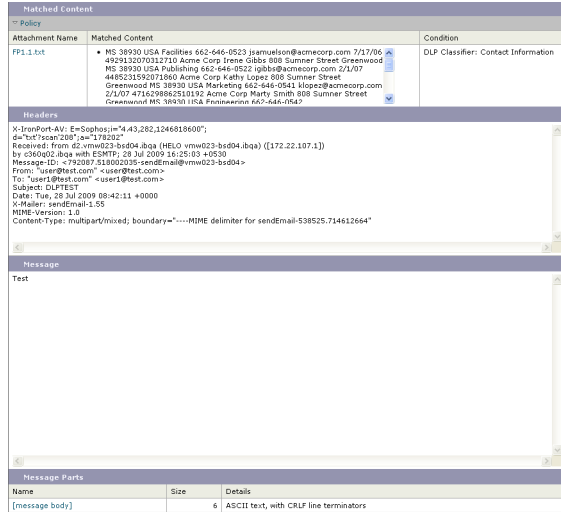 Matched Content
Policy
Attachment Name Matched Content Condition
FP1.1.txt
• MS 38930 USA Facilities 662-646-0523 jsamuelson@acmecorp.com 7/17/06
4929132070312710 Acme Corp Irene Gibbs 808 Sumner Street Greenwood
MS 38930 USA Publishing 662-646-0522 igibbs@acmecorp.com 2/1/07
4485231592071860 Acme Corp Kathy Lopez 808 Sumner Street
Greenwood MS 38930 USA Marketing 662-646-0541 klopez@acmecorp.com
2/1/07 4716298862510192 Acme Corp Marty Smith 808 Sumner Street
Greenwood MS 38930 USA Engineering 662-646-0542
DLP Classifier: Contact Information
Headers
X-IronPort-AV: E=Sophos;i="4.43,282,1246818600";
d="txt'?scan'208";a="178202"
Received: from d2.vmw023-bsd04.ibqa (HELO vmw023-bsd04.ibqa) ([172.22.107.1])
by c360q02.ibqa with ESMTP; 28 Jul 2009 16:25:03 +0530
Message-ID: <792087.518002035-sendEmail@vmw023-bsd04>
From: "user@test.com" <user@test.com>
To: "user1@test.com" <user1@test.com>
Subject: DLPTEST
Date: Tue, 28 Jul 2009 08:42:11 +0000
X-Mailer: sendEmail-1.55
MIME-Version: 1.0
Content-Type: multipart/mixed; boundary="----MIME delimiter for sendEmail-538525.714612664"
Message
Test
Message Parts
Name Size Details
[message body] 6 ASCII text, with CRLF line terminators